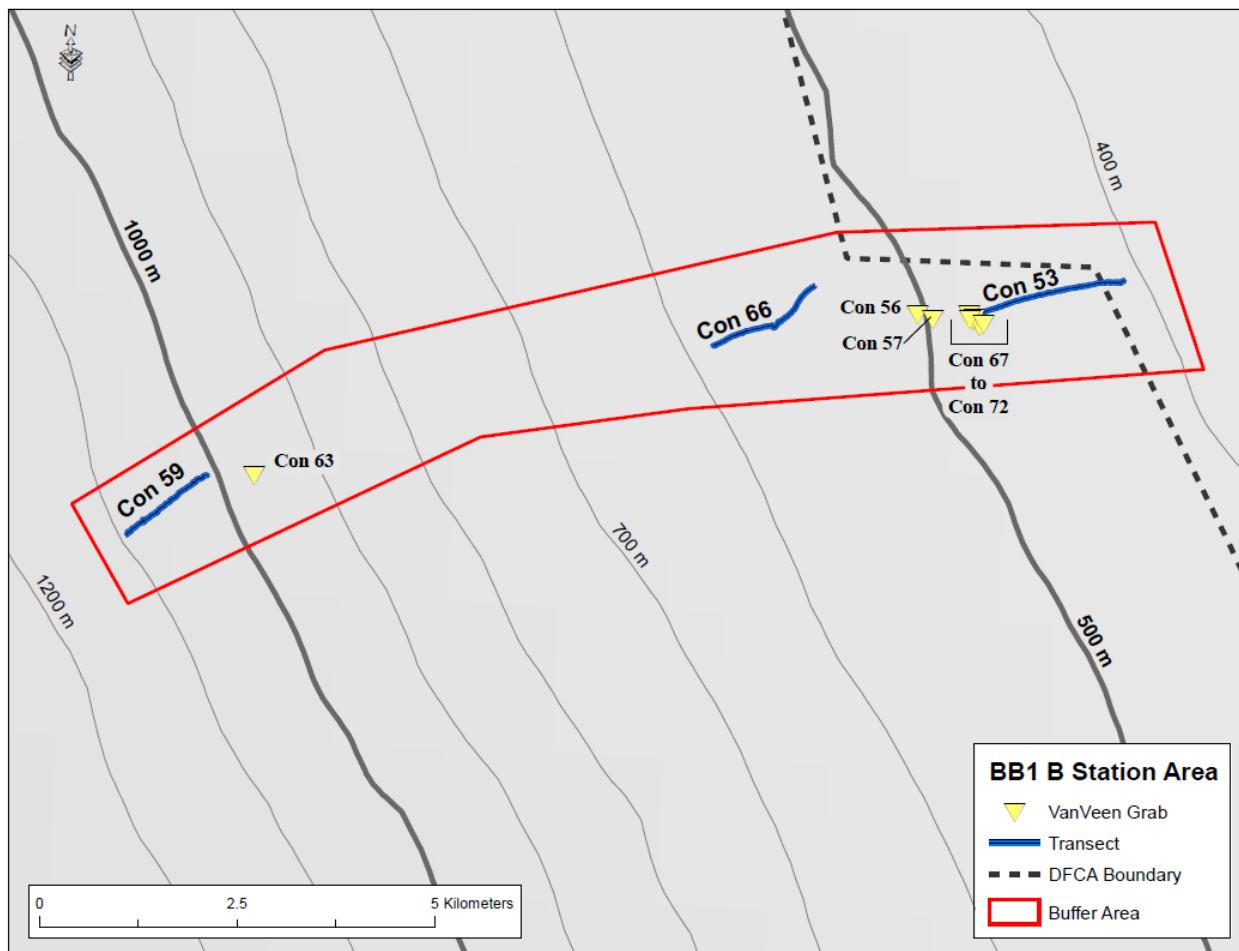 N
1000 m
400 m
Con 53
Con 66
Con 56
Con 57
Con 67
to
Con 72
Con 59
Con 63
700 m
1200 m
500 m
BB1 B Station Area
VanVeen Grab
Transect
DFCA Boundary
Buffer Area
0 2.5 5 Kilometers